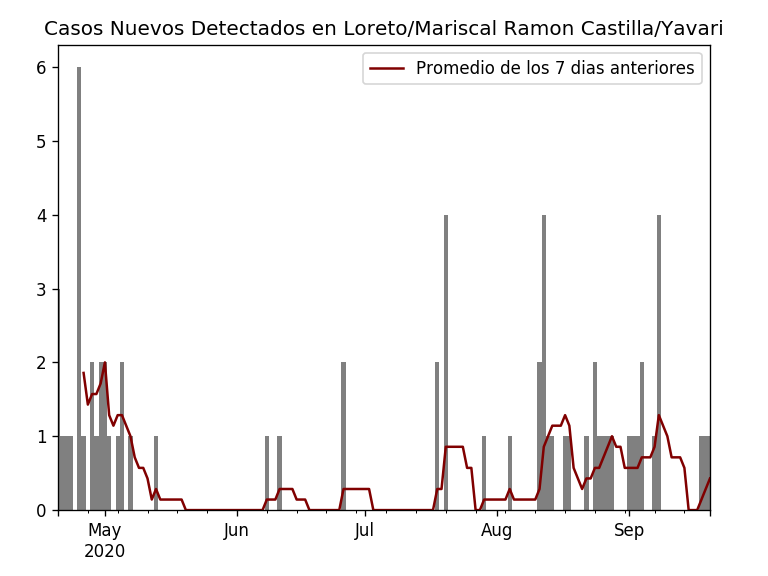 Casos Nuevos Detectados en Loreto/Mariscal Ramon Castilla/Yavari
Promedio de los 7 dias anteriores
6
5
4
3
2
1
0
May Jun Jul Aug Sep
2020